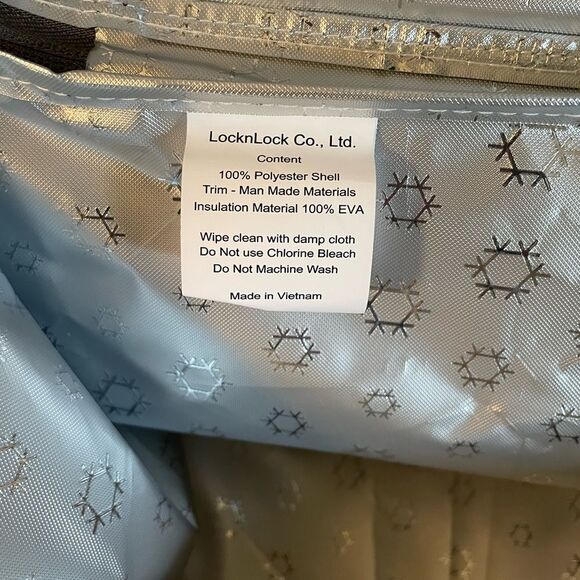 LocknLock Co., Ltd.
Content
100% Polyester Shell
Trim - Man Made Materials
Insulation Material 100% EVA
Wipe clean with damp cloth
Do Not use Chlorine Bleach
Do Not Machine Wash
Made in Vietnam